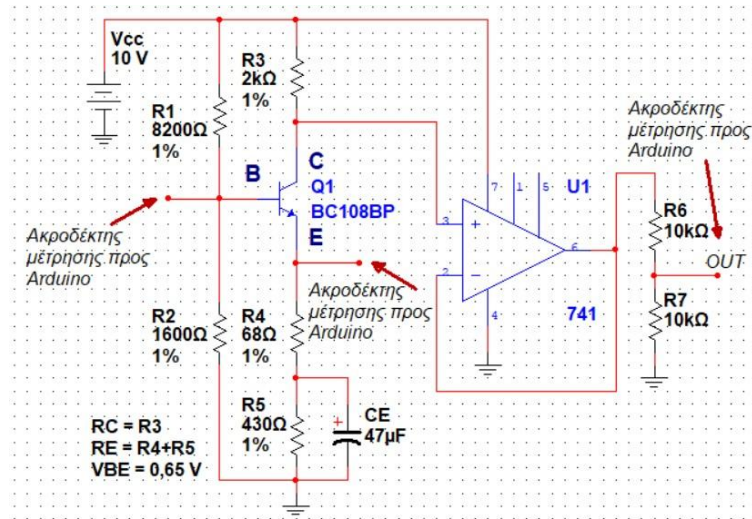 Vcc
10 V
R3
2kΩ
1%
R1
8200Ω
1%
B
C
Q1
BC108BP
E
Ακροδέκτης
μέτρησης προς
Arduino
Ακροδέκτης
μέτρησης προς
Arduino
R2
1600Ω
1%
R4
68Ω
1%
R5
430Ω
1%
CE
+
47µF
RC = R3
RE = R4+R5
VBE = 0,65 V
7
1
5
U1
3
+
2
−
6
4
741
Ακροδέκτης
μέτρησης προς
Arduino
R6
10kΩ
OUT
R7
10kΩ